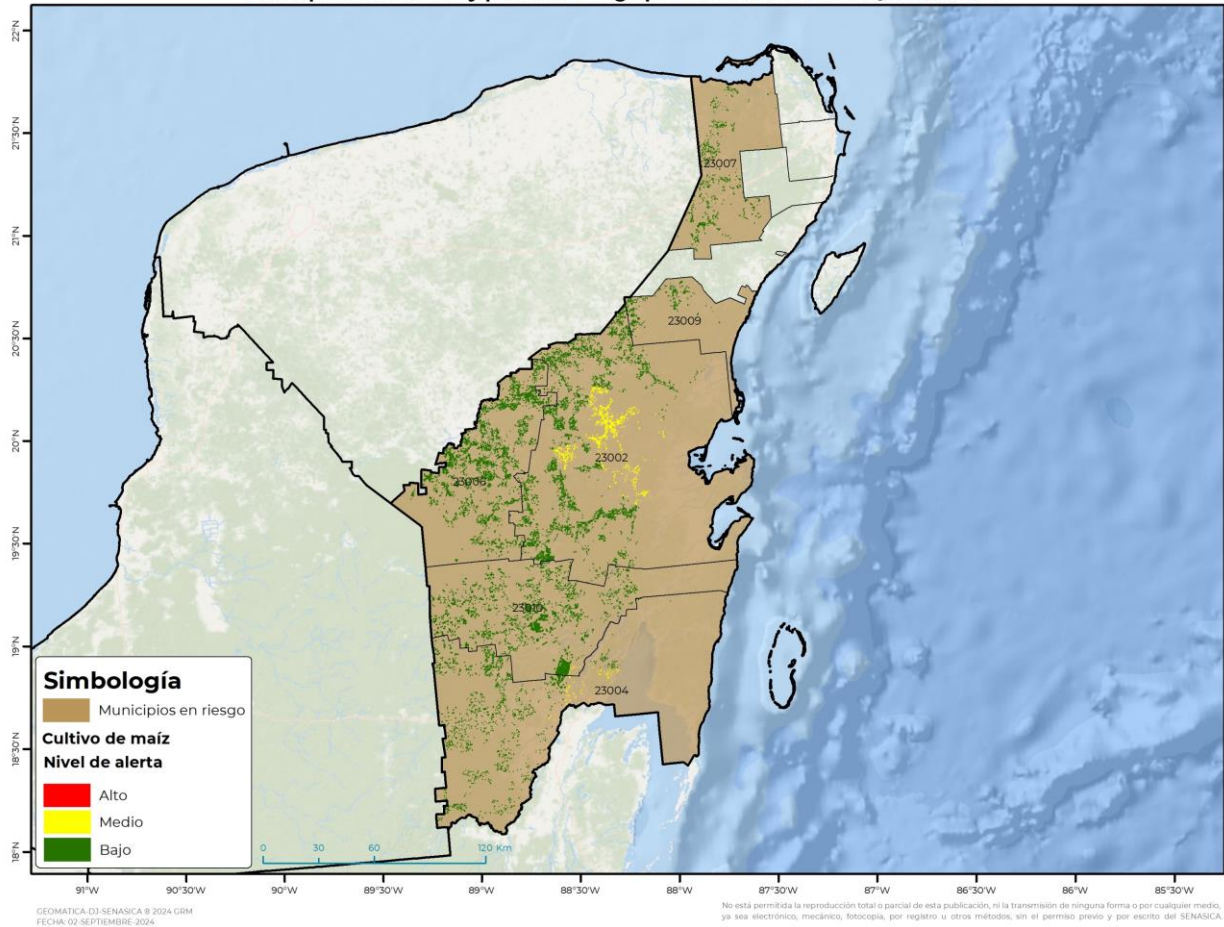 22°N
21°30'N
21°N
20°30'N
20°N
19°30'N
19°N
18°30'N
18°N
23007
23009
23002
23006
23010
23004
Simbología
Municipios en riesgo
Cultivo de maíz
Nivel de alerta
Alto
Medio
Bajo
0 30 60 120 Km
91°W 90°30'W 90°W 89°30'W 89°W 88°30'W 88°W 87°30'W 87°W 86°30'W 86°W 85°30'W
GEOMATICA-DJ-SENASICA ® 2024 GRM
FECHA: 02-SEPTIEMBRE-2024
No está permitida la reproducción total o parcial de esta publicación, ni la transmisión de ninguna forma o por cualquier medio,
ya sea electrónico, mecánico, fotocopia, por registro u otros métodos, sin el permiso previo y por escrito del SENASICA.